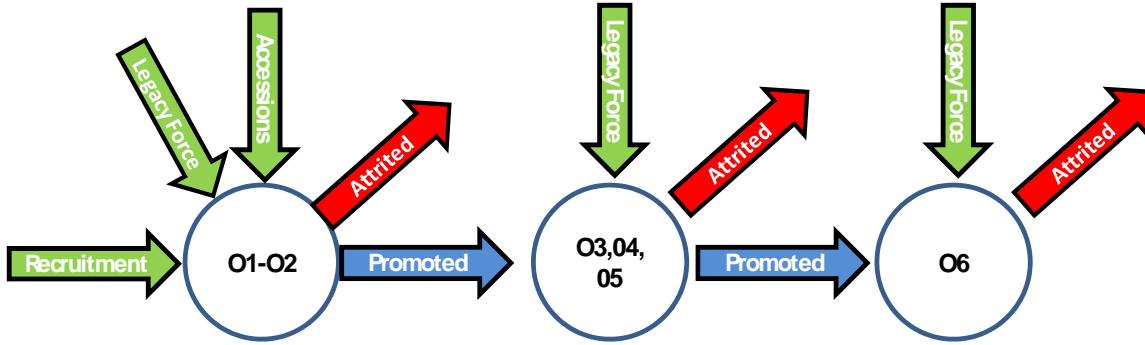 Legacy Force
Accessions
Attrited
Legacy Force
Attrited
Legacy Force
Attrited
Recruitment
O1-O2
Promoted
O3,04,
05
Promoted
O6